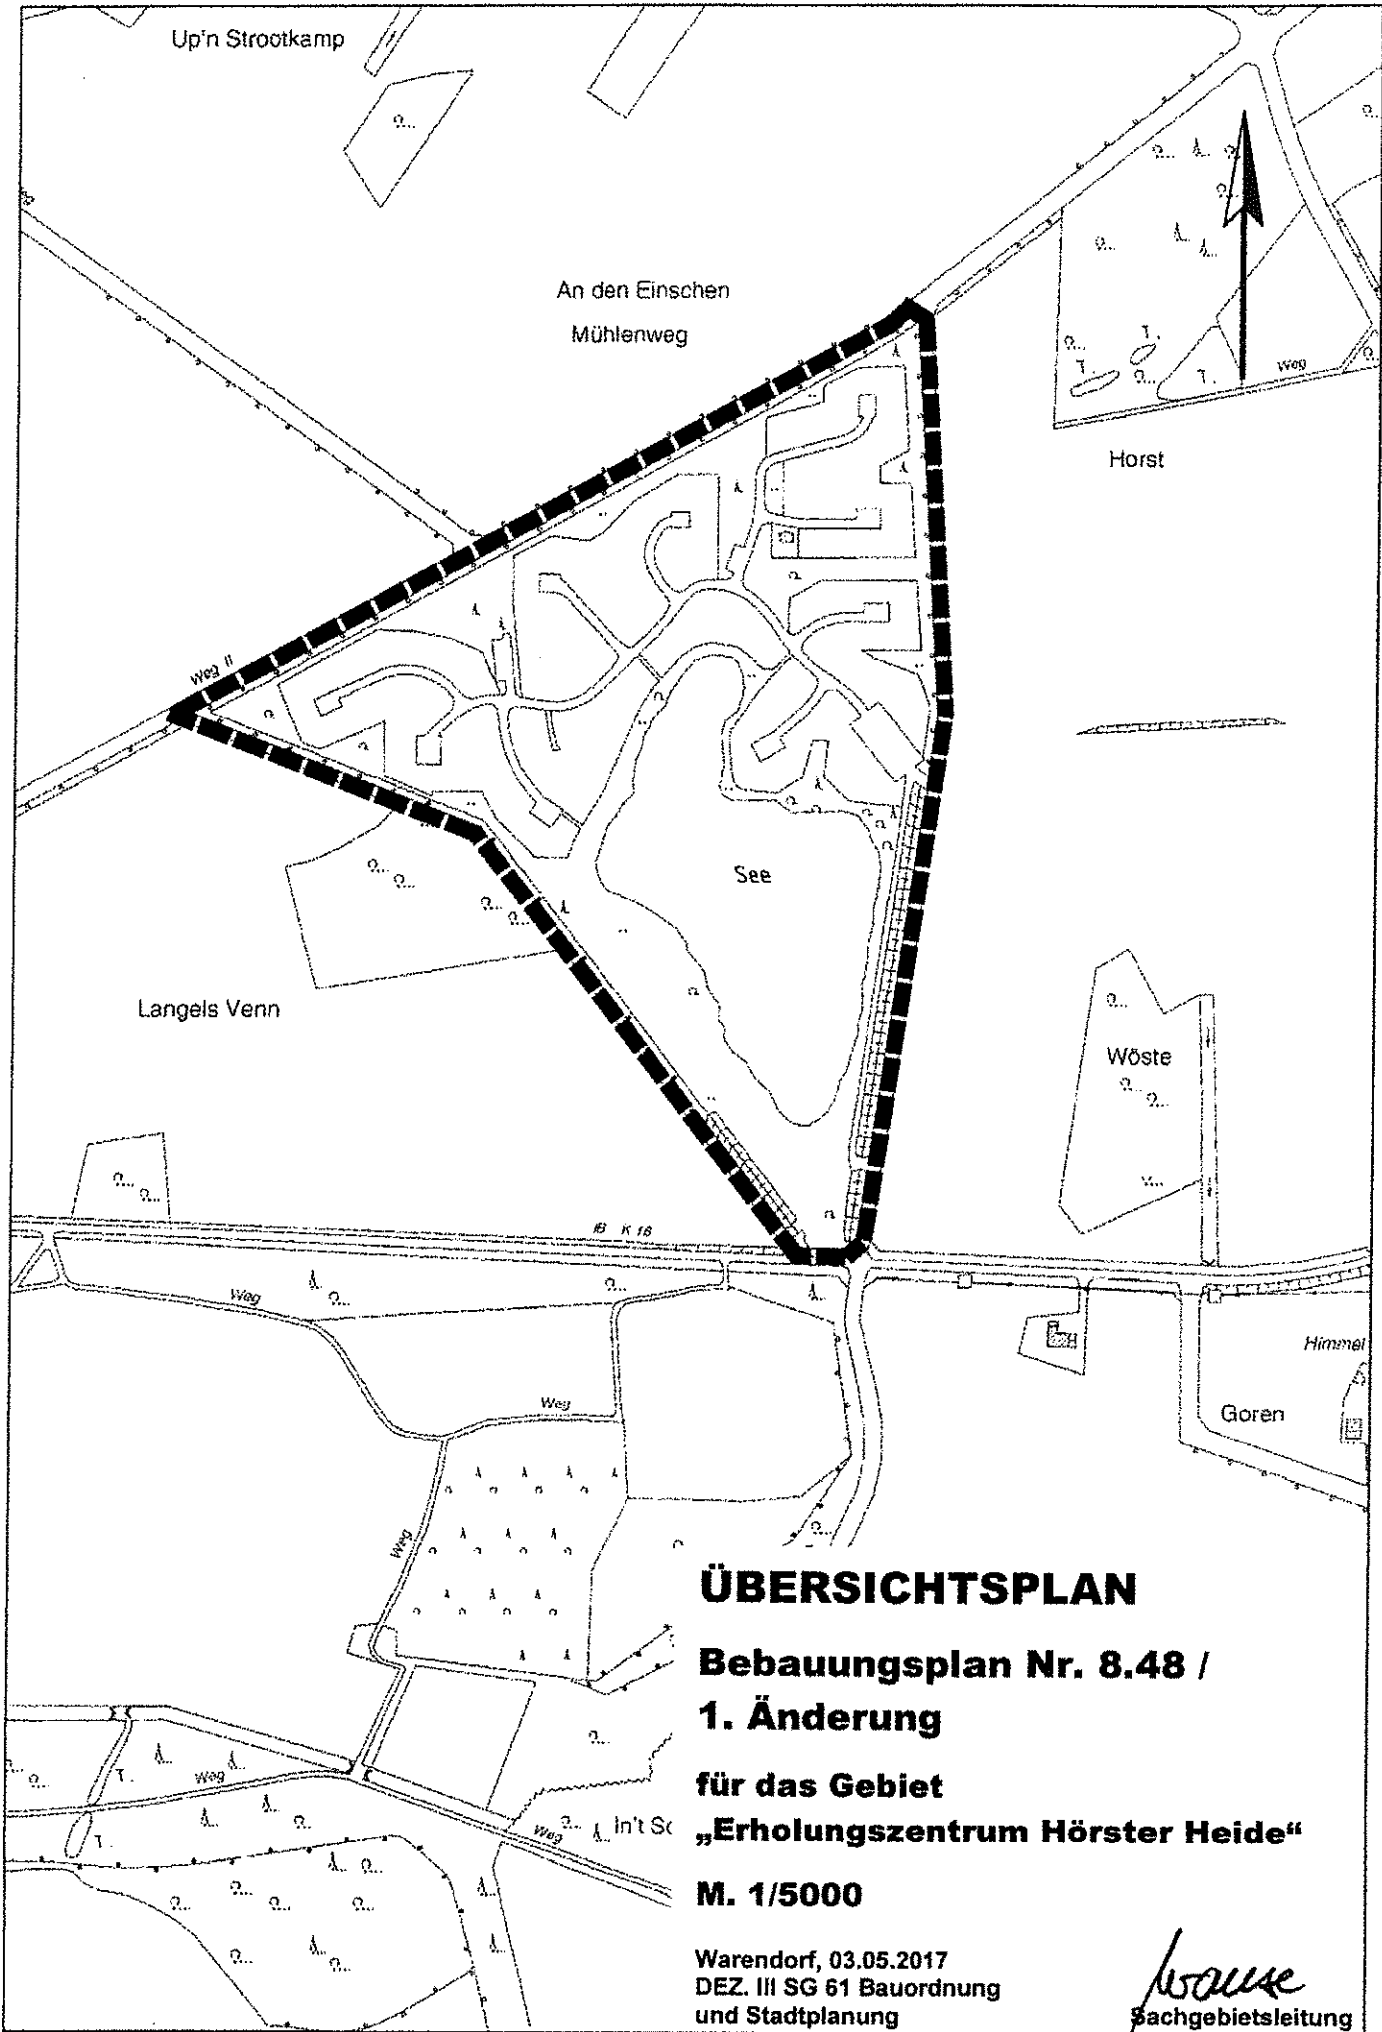 Up'n Strootkamp
An den Einschen
Mühlenweg
Weg
Horst
Weg II
See
Langels Venn
Wöste
K 18
Weg
Himmel
Goren
Weg
Weg
Weg
Weg
In't
ÜBERSICHTSPLAN
Bebauungsplan Nr. 8.48 /
1. Änderung
für das Gebiet
„Erholungszentrum Hörster Heide“
M. 1/5000
Warendorf, 03.05.2017
DEZ. III SG 61 Bauordnung
und Stadtplanung
Sachgebietsleitung